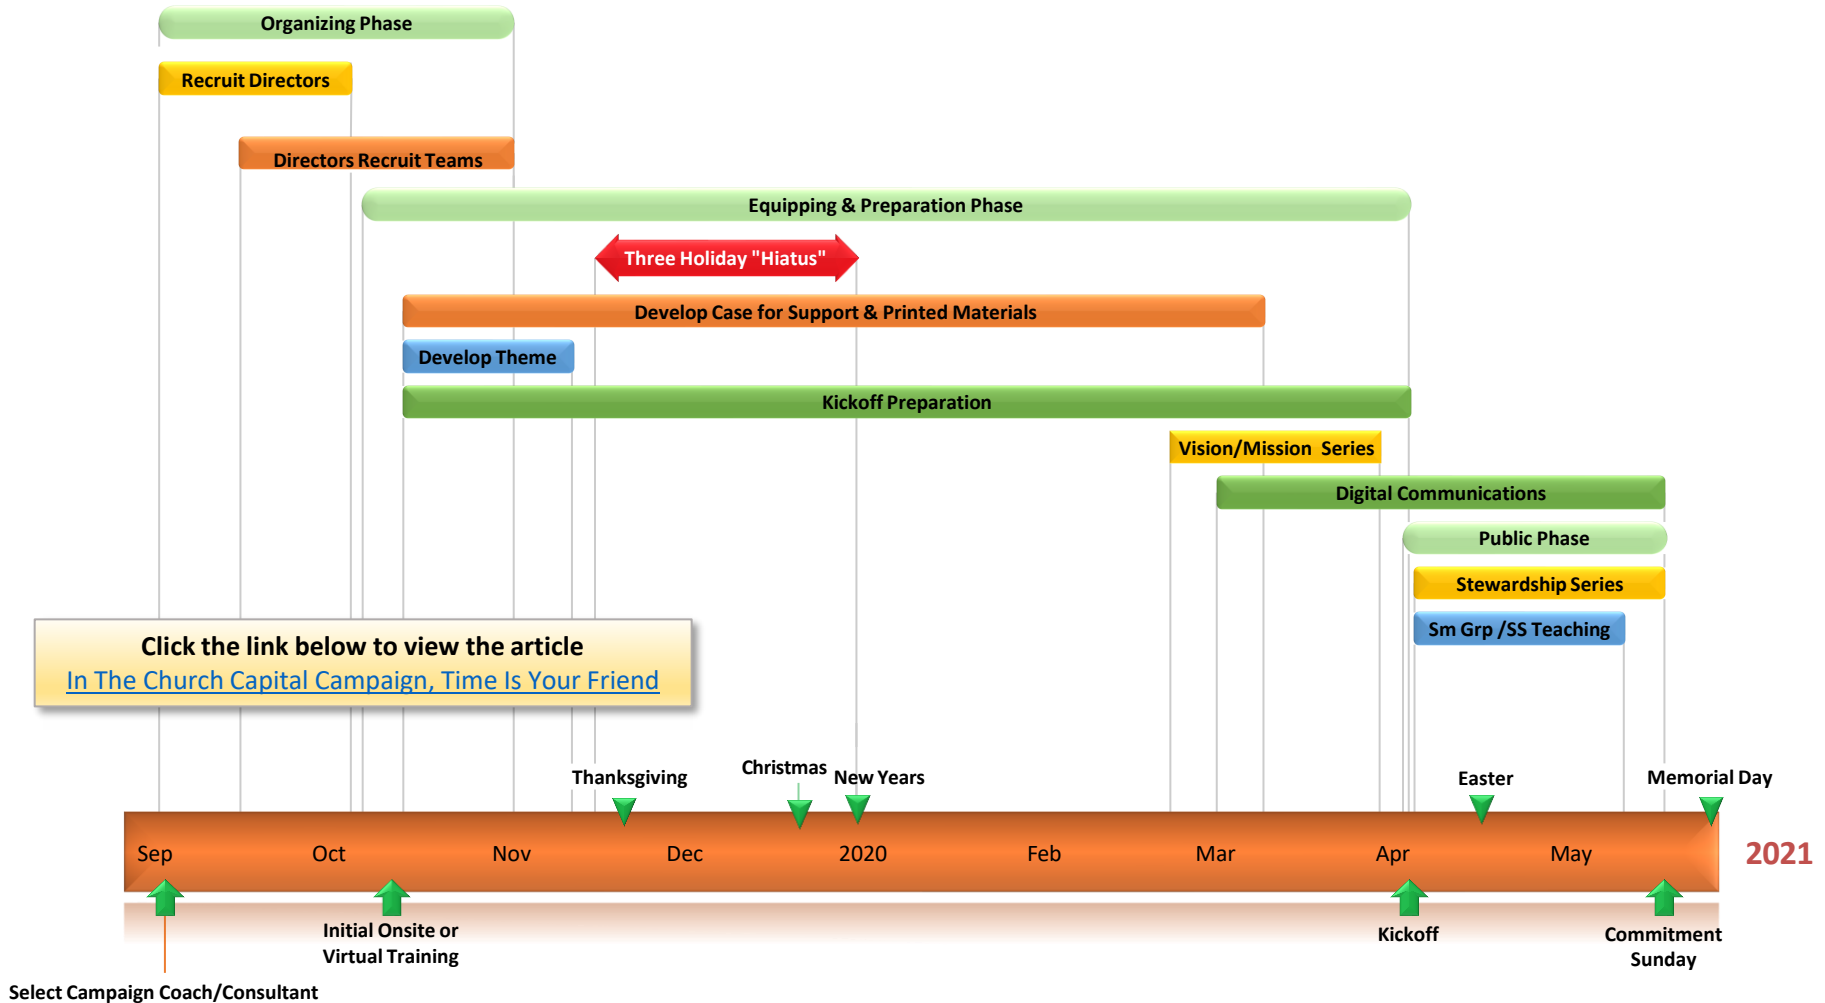 Organizing Phase
Recruit Directors
Directors Recruit Teams
Equipping & Preparation Phase
Three Holiday "Hiatus"
Develop Case for Support & Printed Materials
Develop Theme
Kickoff Preparation
Vision/Mission Series
Digital Communications
Public Phase
Stewardship Series
Sm Grp /SS Teaching
Click the link below to view the article
In The Church Capital Campaign, Time Is Your Friend
Thanksgiving
Christmas
New Years
Easter
Memorial Day
Sep Oct Nov Dec 2020 Feb Mar Apr May
2021
Initial Onsite or
Virtual Training
Kickoff
Commitment
Sunday
Select Campaign Coach/Consultant